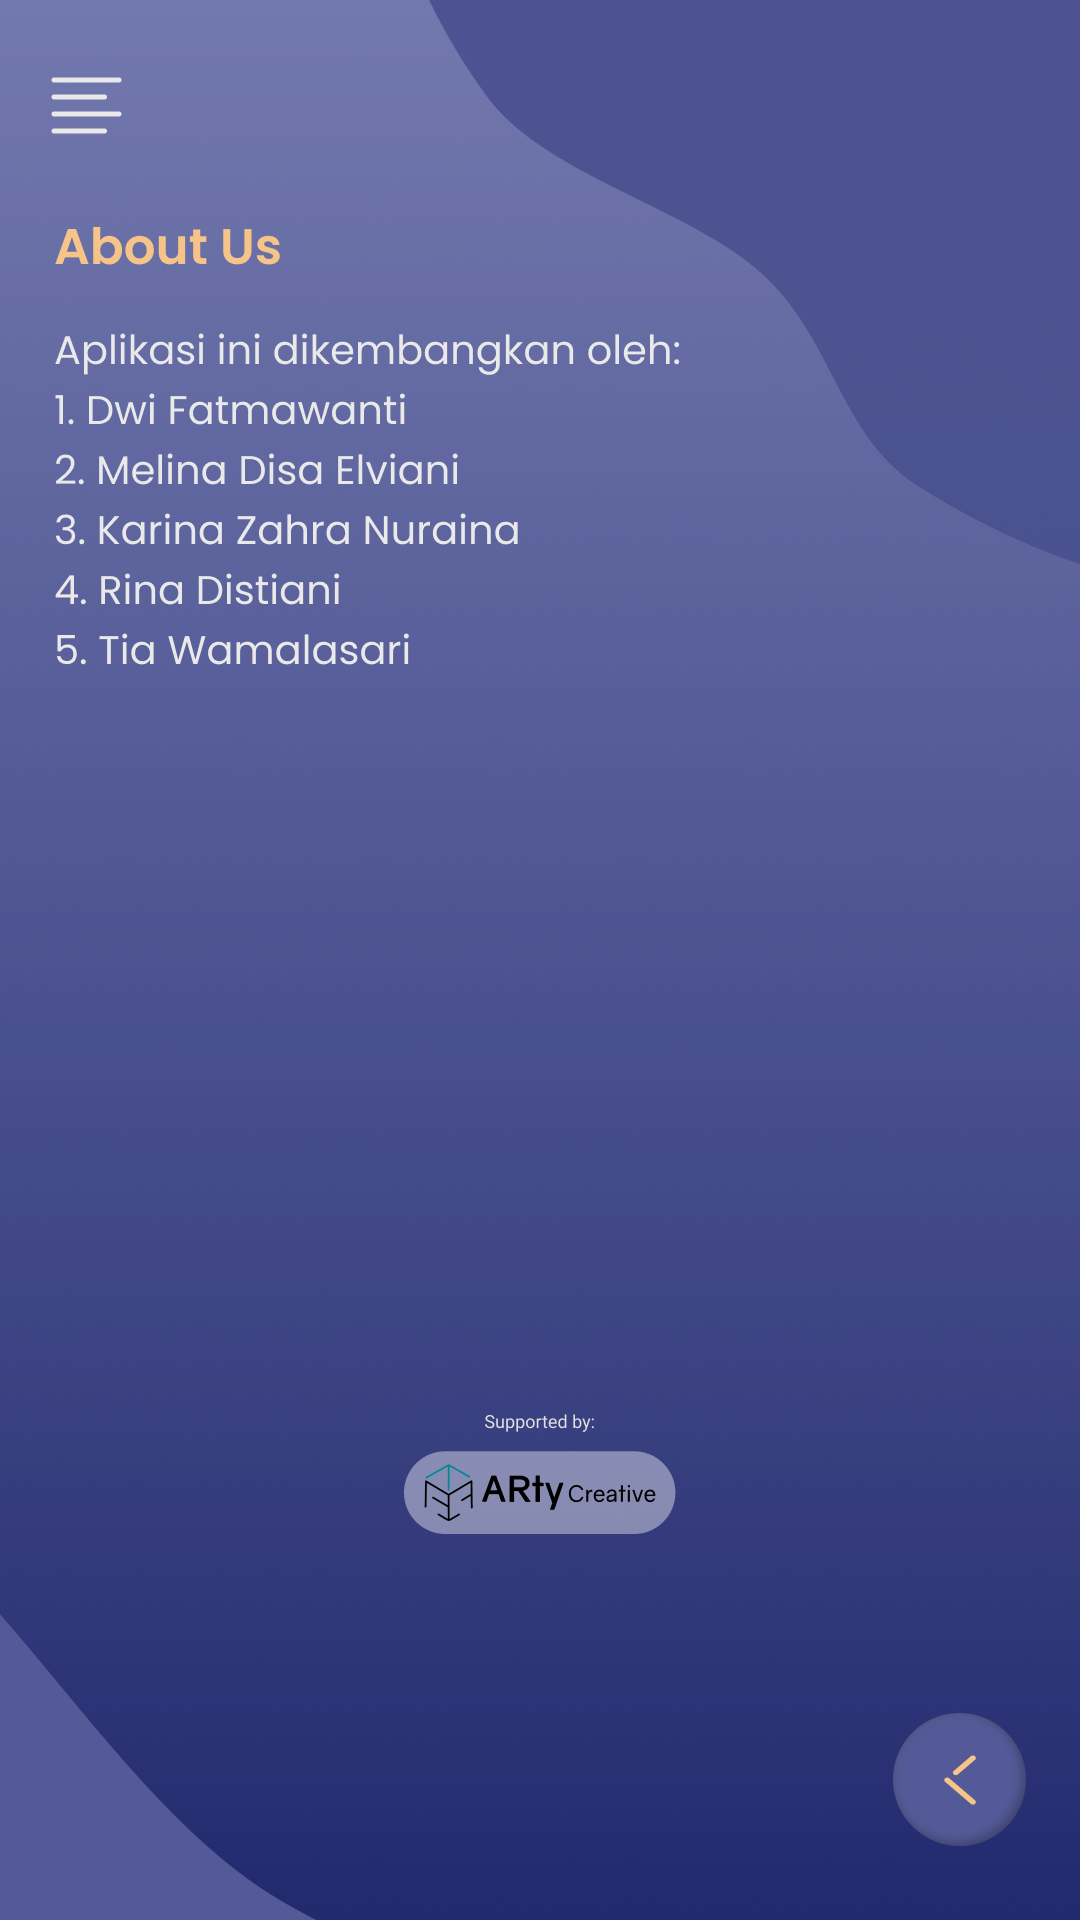 About Us
Aplikasi ini dikembangkan oleh:
1. Dwi Fatmawanti
2. Melina Disa Elviani
3. Karina Zahra Nuraina
4. Rina Distiani
5. Tia Wamalasari
Supported by:
ARty Creative